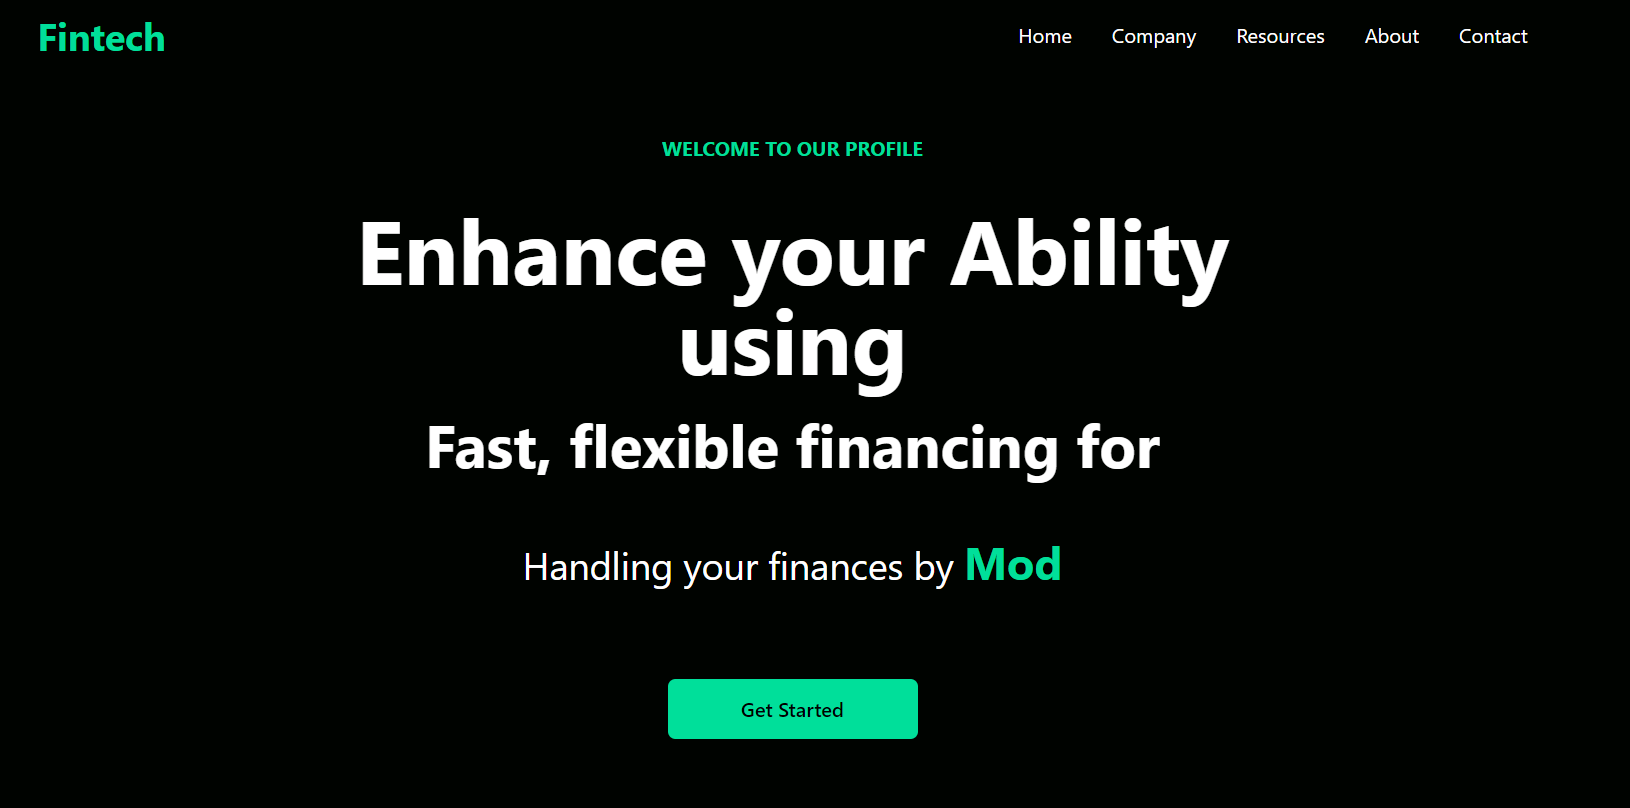 Fintech
Home Company Resources About Contact
WELCOME TO OUR PROFILE
Enhance your Ability
using
Fast, flexible financing for
Handling your finances by Mod
Get Started